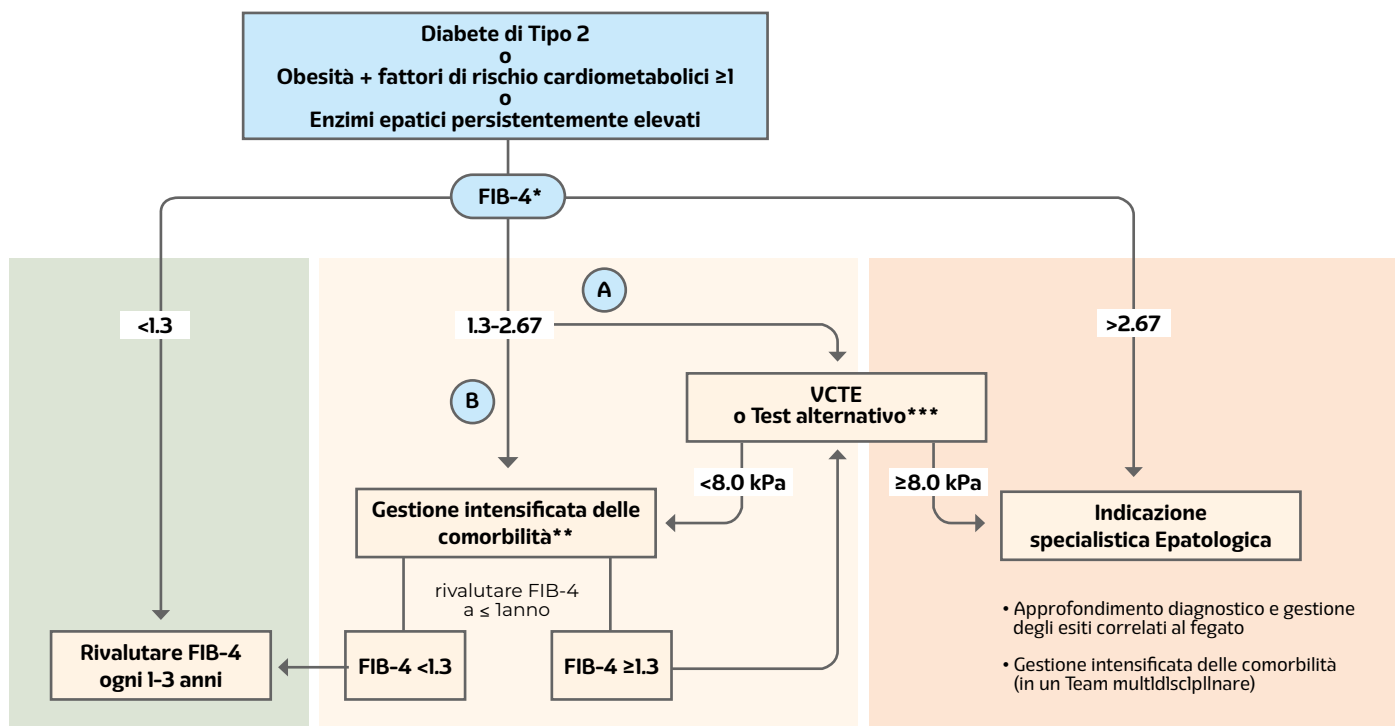 Diabete di Tipo 2
o
Obesità + fattori di rischio cardiometabolici ≥1
o
Enzimi epatici persistentemente elevati
FIB-4*
A
<1.3
1.3-2.67
>2.67
B
VCTE
o Test alternativo***
<8.0 kPa
≥8.0 kPa
Gestione intensificata delle
comorbilità**
Indicazione
specialistica Epatologica
rivalutare FIB-4
a ≤ 1anno
• Approfondimento diagnostico e gestione
degli esiti correlati al fegato
• Gestione intensificata delle comorbilità
(in un Team multldlsclpllnare)
Rivalutare FIB-4
ogni 1-3 anni
FIB-4 <1.3
FIB-4 ≥1.3